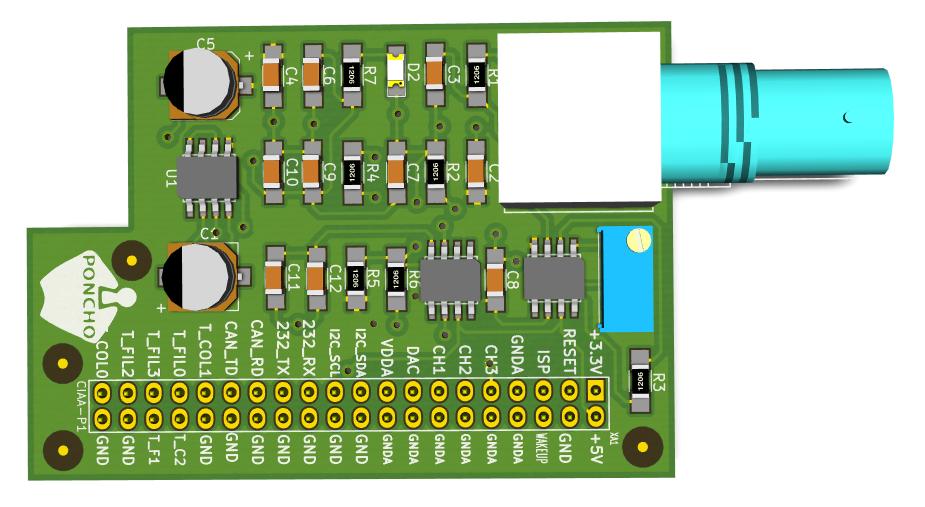 C5
+
C4
C6
R7
1206
D2
C3
1206
U1
C10
C9
R4
1206
C7
R2
1206
C2
C1
+
C11
C12
1206
R5
1206
R6
C8
PONCHO
R3
1206
COL0
T_FIL2
T_FIL3
T_FIL0
T_COL1
CAN_TD
CAN_RD
232_TX
232_RX
I2C_SCL
I2C_SDA
VDDA
DAC
CH1
CH2
CH3
GNDA
ISP
RESET
+3.3V
CIAA-P1
GND
GND
T_F1
T_C2
GND
GND
GND
GND
GND
GND
GND
GNDA
GNDA
GNDA
GNDA
GNDA
GNDA
WAKEUP
GND
+5V
XA1